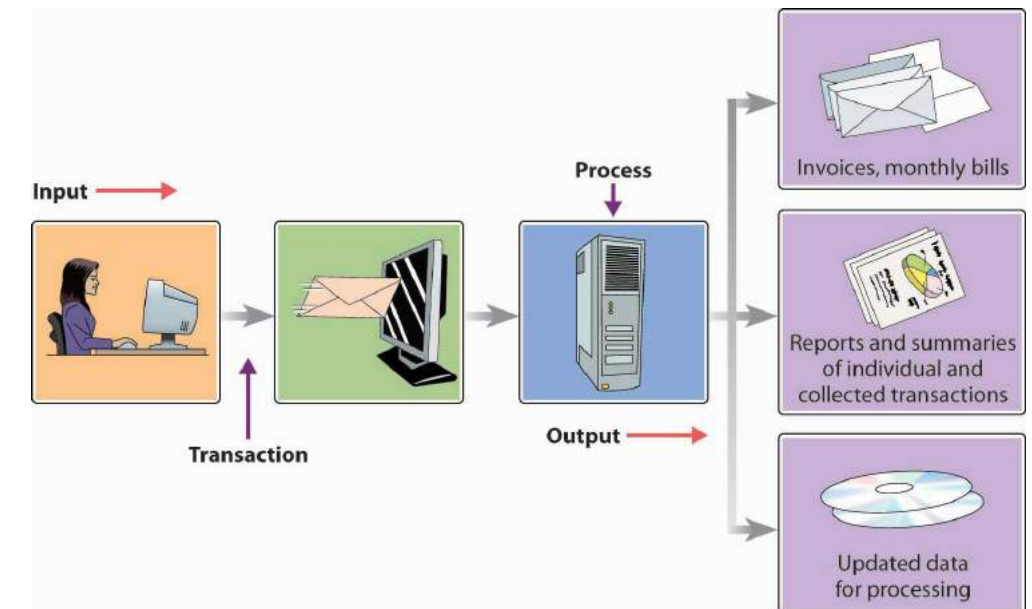 Input
Transaction
Process
Output
Invoices, monthly bills
Reports and summaries
of individual and
collected transactions
Updated data
for processing